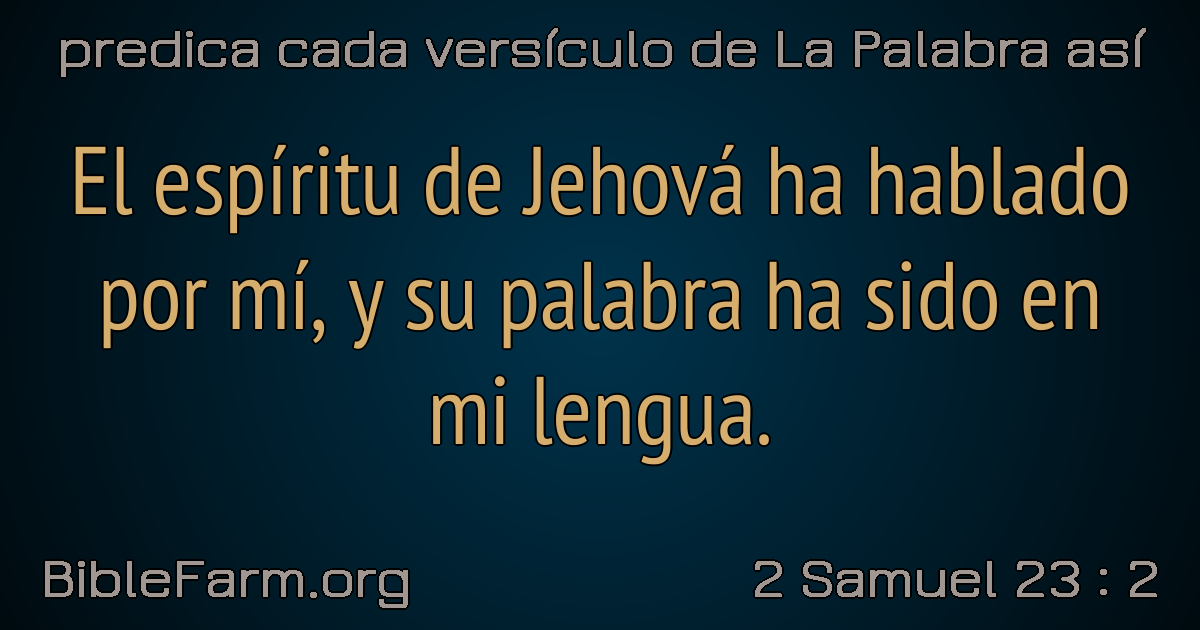 predica cada versículo de La Palabra así
El espíritu de Jehová ha hablado
por mí, y su palabra ha sido en
mi lengua.
BibleFarm.org
2 Samuel 23 : 2